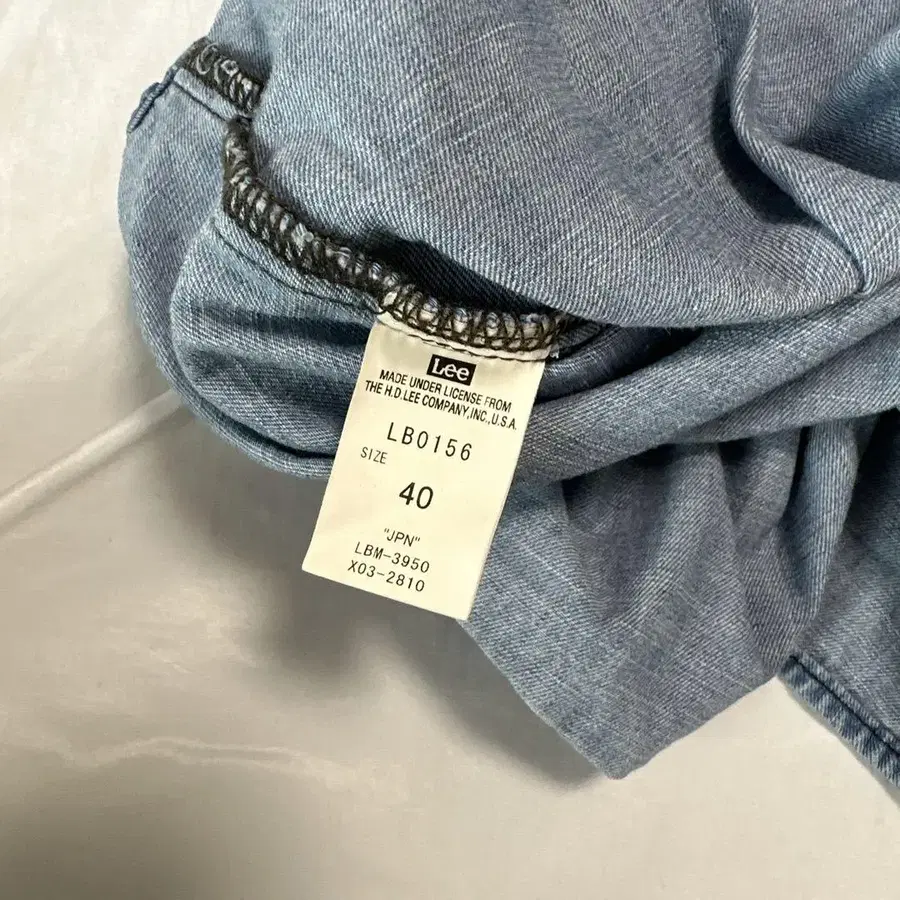 Lee
MADE UNDER LICENSE FROM
THE H.D.LEE COMPANY,INC.,U.S.A.
LB0156
SIZE
40
"JPN"
LBM-3950
X03-2810